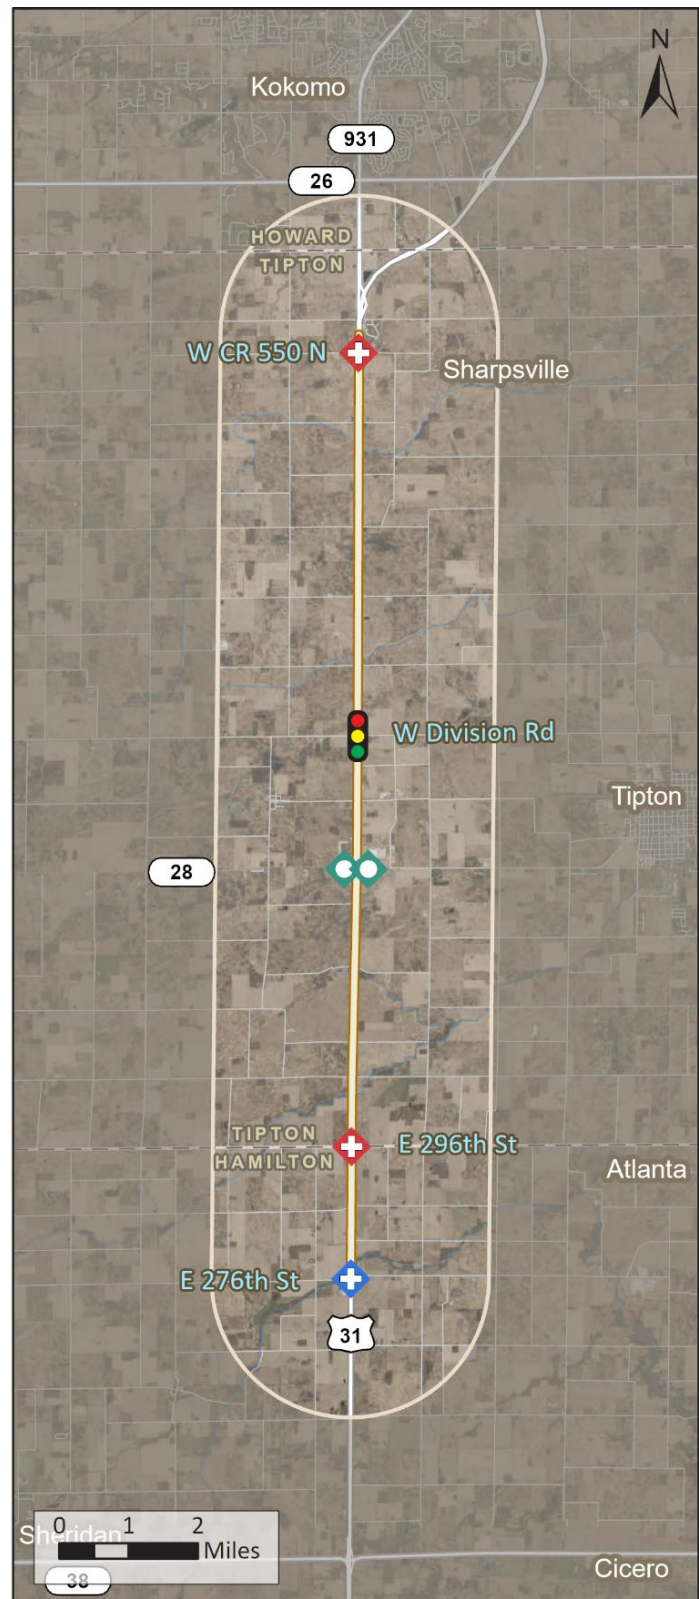 N
Kokomo
931
26
HOWARD
TIPTON
W CR 550 N
Sharpsville
W Division Rd
Tipton
28
TIPTON
HAMILTON
E 296th St
Atlanta
E 276th St
31
0 1 2
Miles
Sheridan
38
Cicero